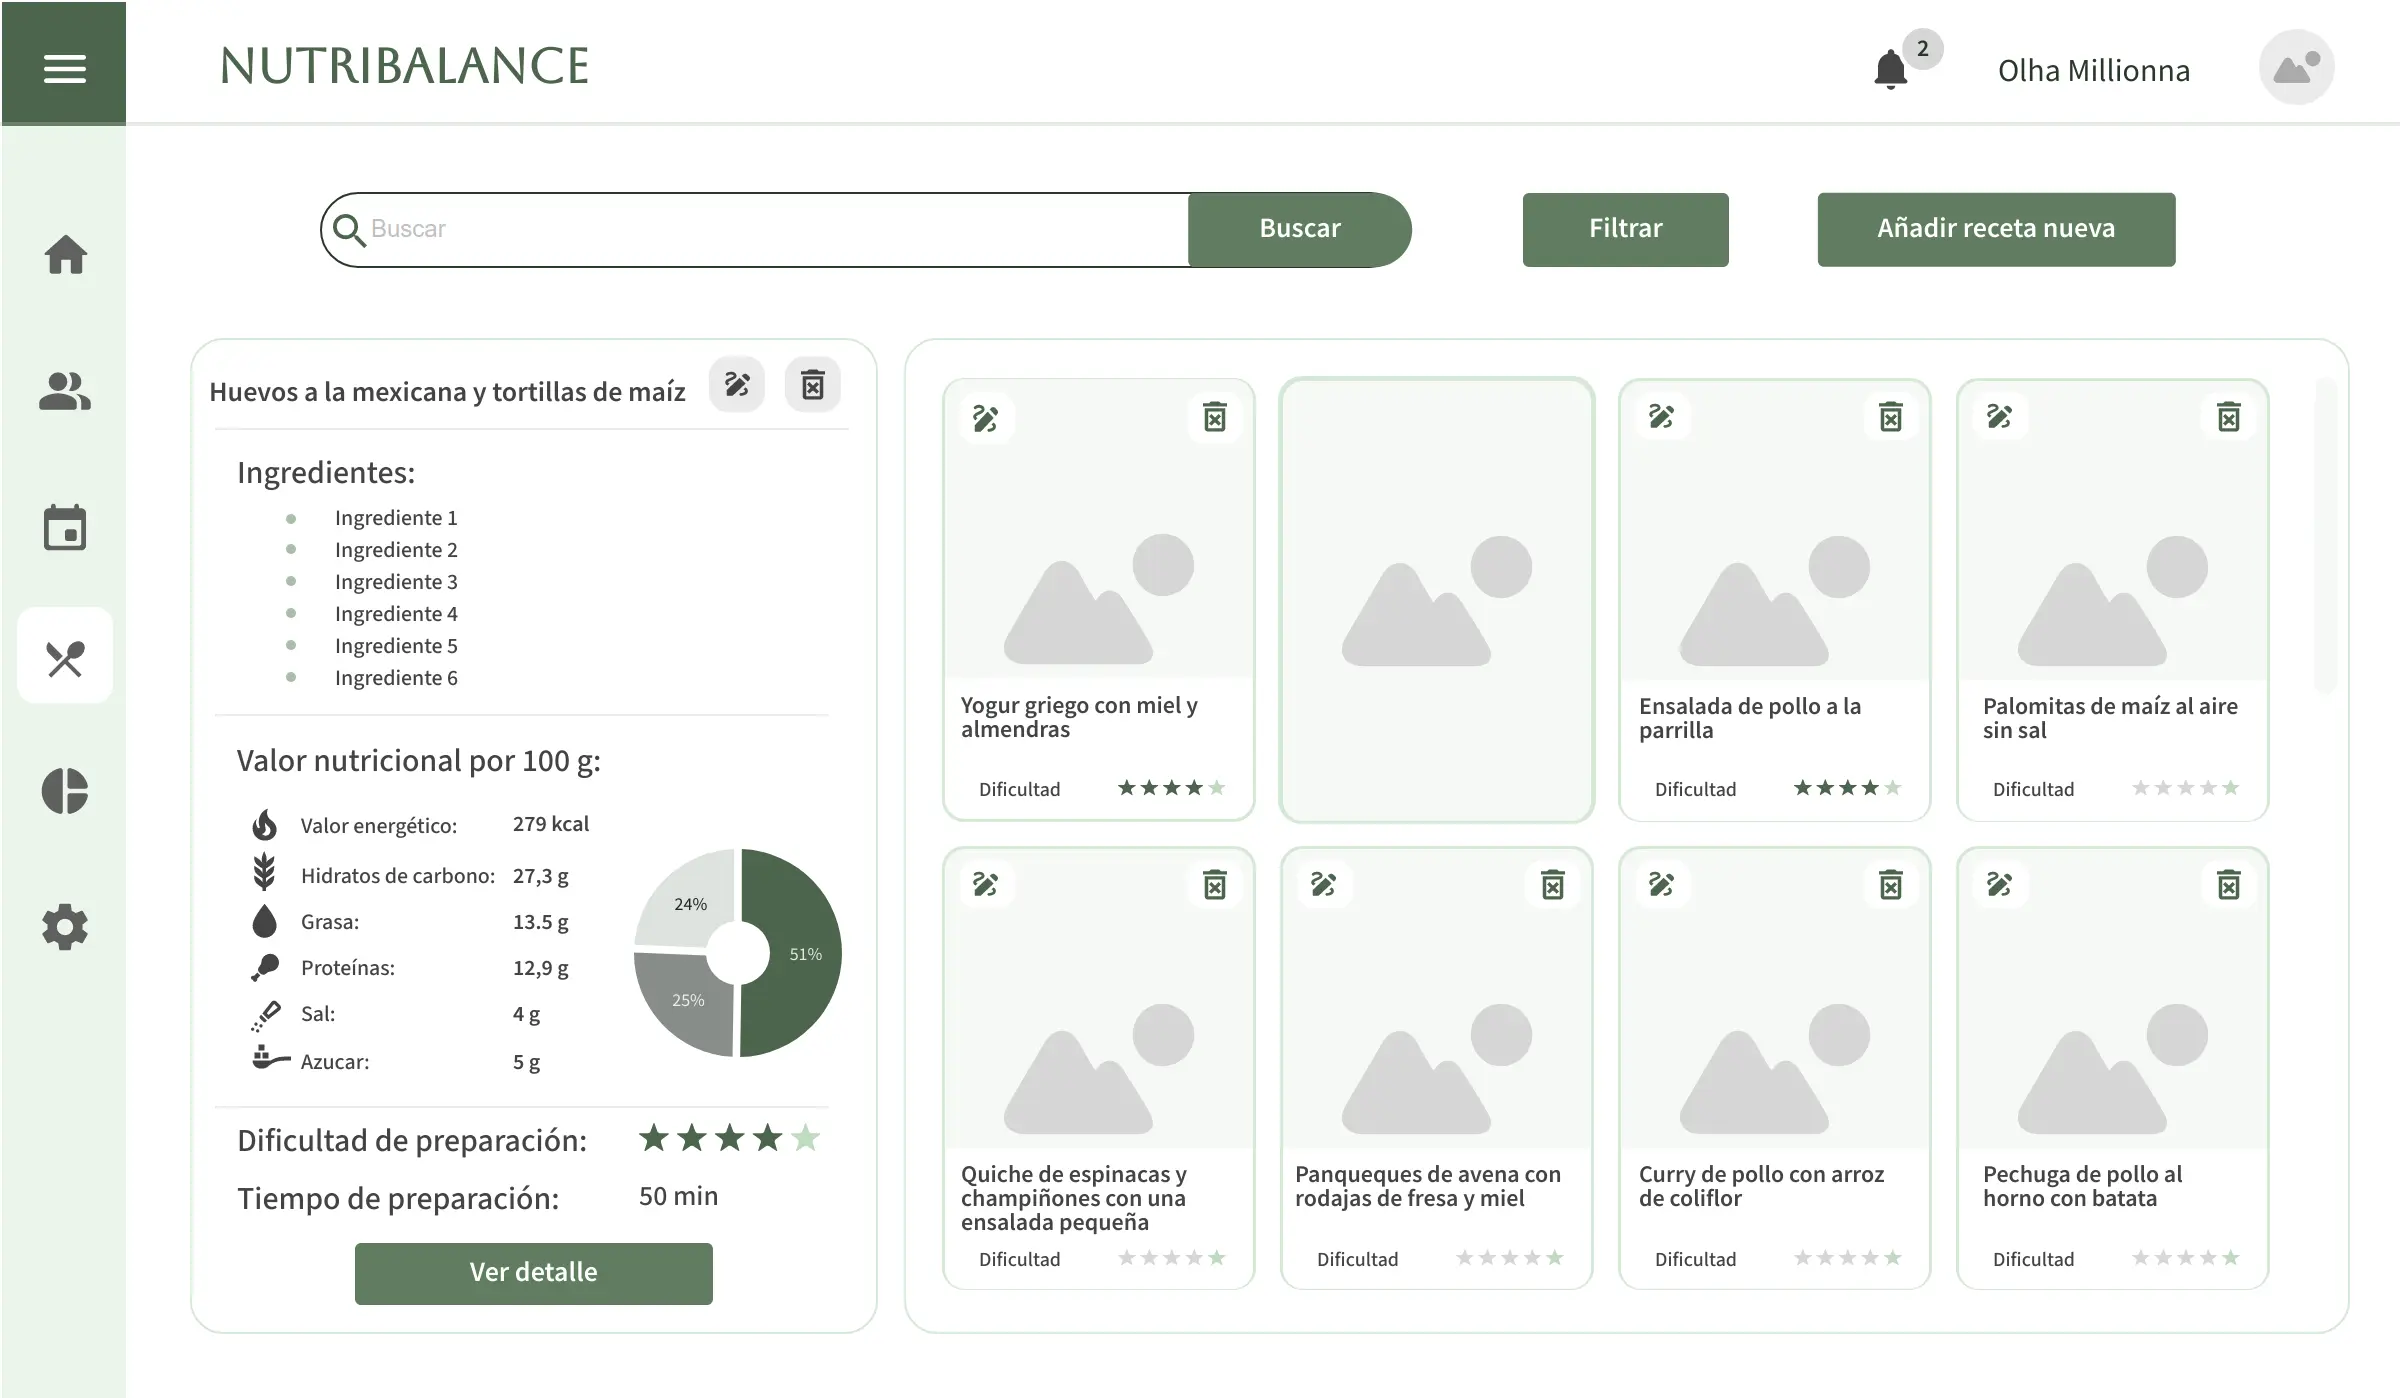 NUTRIBALANCE
2
Olha Millionna
Buscar
Buscar
Filtrar
Añadir receta nueva
Huevos a la mexicana y tortillas de maíz
Ingredientes:
Ingrediente 1
Ingrediente 2
Ingrediente 3
Ingrediente 4
Ingrediente 5
Ingrediente 6
Valor nutricional por 100 g:
Valor energético: 279 kcal
Hidratos de carbono: 27,3 g
Grasa: 13.5 g
Proteínas: 12,9 g
Sal: 4 g
Azucar: 5 g
24%
51%
25%
Dificultad de preparación:
Tiempo de preparación: 50 min
Ver detalle
Yogur griego con miel y
almendras
Dificultad
Ensalada de pollo a la
parrilla
Dificultad
Palomitas de maíz al aire
sin sal
Dificultad
Quiche de espinacas y
champiñones con una
ensalada pequeña
Dificultad
Panqueques de avena con
rodajas de fresa y miel
Dificultad
Curry de pollo con arroz
de coliflor
Dificultad
Pechuga de pollo al
horno con batata
Dificultad